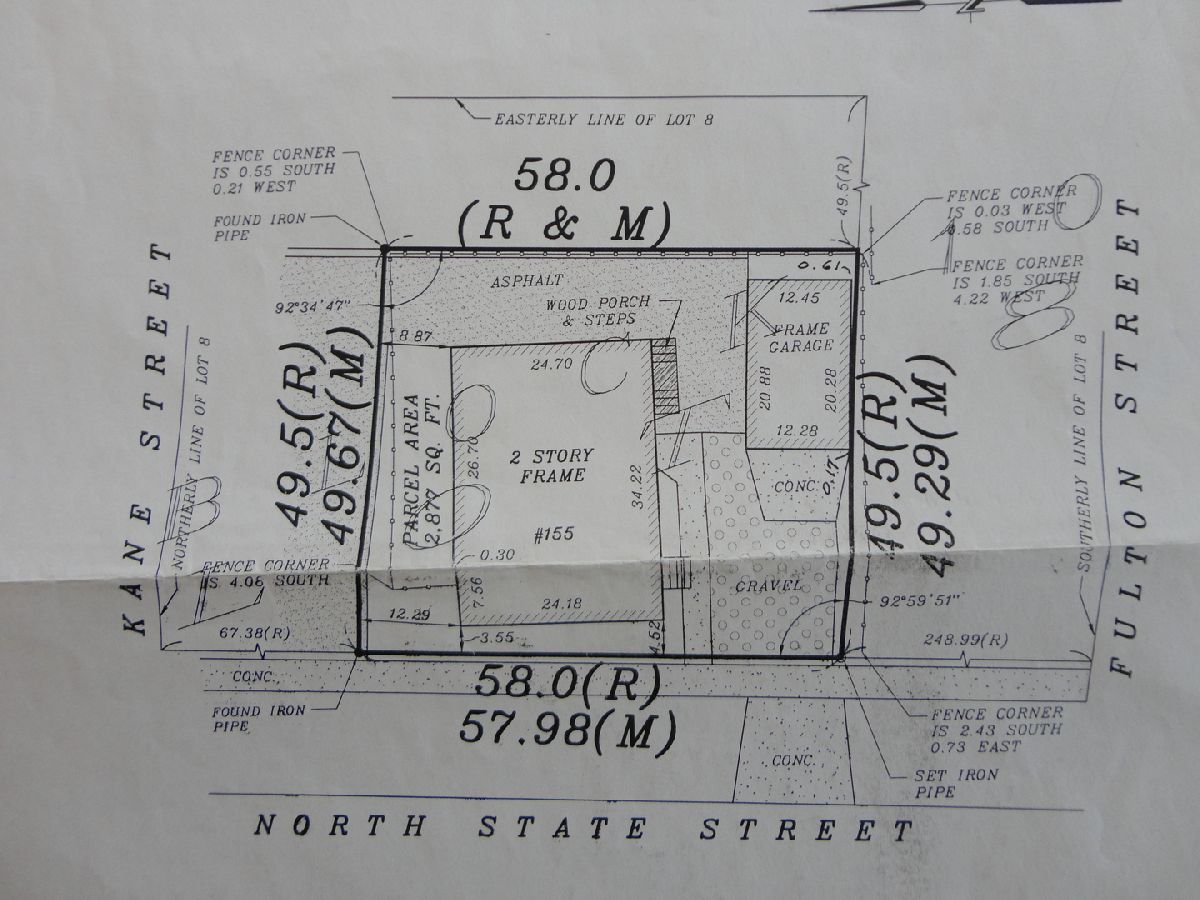 EASTERLY LINE OF LOT 8
FENCE CORNER
IS 0.55 SOUTH
0.21 WEST
58.0
(R & M)
49.5(R)
FENCE CORNER
IS 0.03 WEST
4.58 SOUTH
FOUND IRON
PIPE
ASPHALT
0.61
FENCE CORNER
IS 1.85 SOUTH
4.22 WEST
92°34'47"
WOOD PORCH
& STEPS
12.45
FRAME
GARAGE
8.87
24.70
20.88
20.28
KANE STREET
NORTHERLY LINE OF LOT 8
49.5(R)
49.67(M)
PARCEL AREA
2,877 SQ. FT.
26.70
2 STORY
FRAME
34.22
12.28
CONC.
0.17
49.5(R)
49.29(M)
SOUTHERLY LINE OF LOT 8
FULTON STREET
#155
0.30
FENCE CORNER
IS 4.06 SOUTH
7.56
24.18
GRAVEL
92°59'51"
12.29
3.55
4.52
67.38(R)
248.99(R)
CONC.
58.0(R)
57.98(M)
FOUND IRON
PIPE
FENCE CORNER
IS 2.43 SOUTH
0.73 EAST
CONC.
SET IRON
PIPE
NORTH STATE STREET